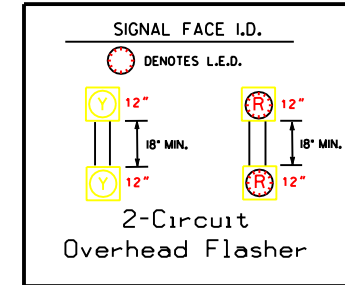 SIGNAL FACE I.D.
DENOTES L.E.D.
Y 12" R 12"
18" MIN. 18" MIN.
Y 12" R 12"
2-Circuit
Overhead Flasher